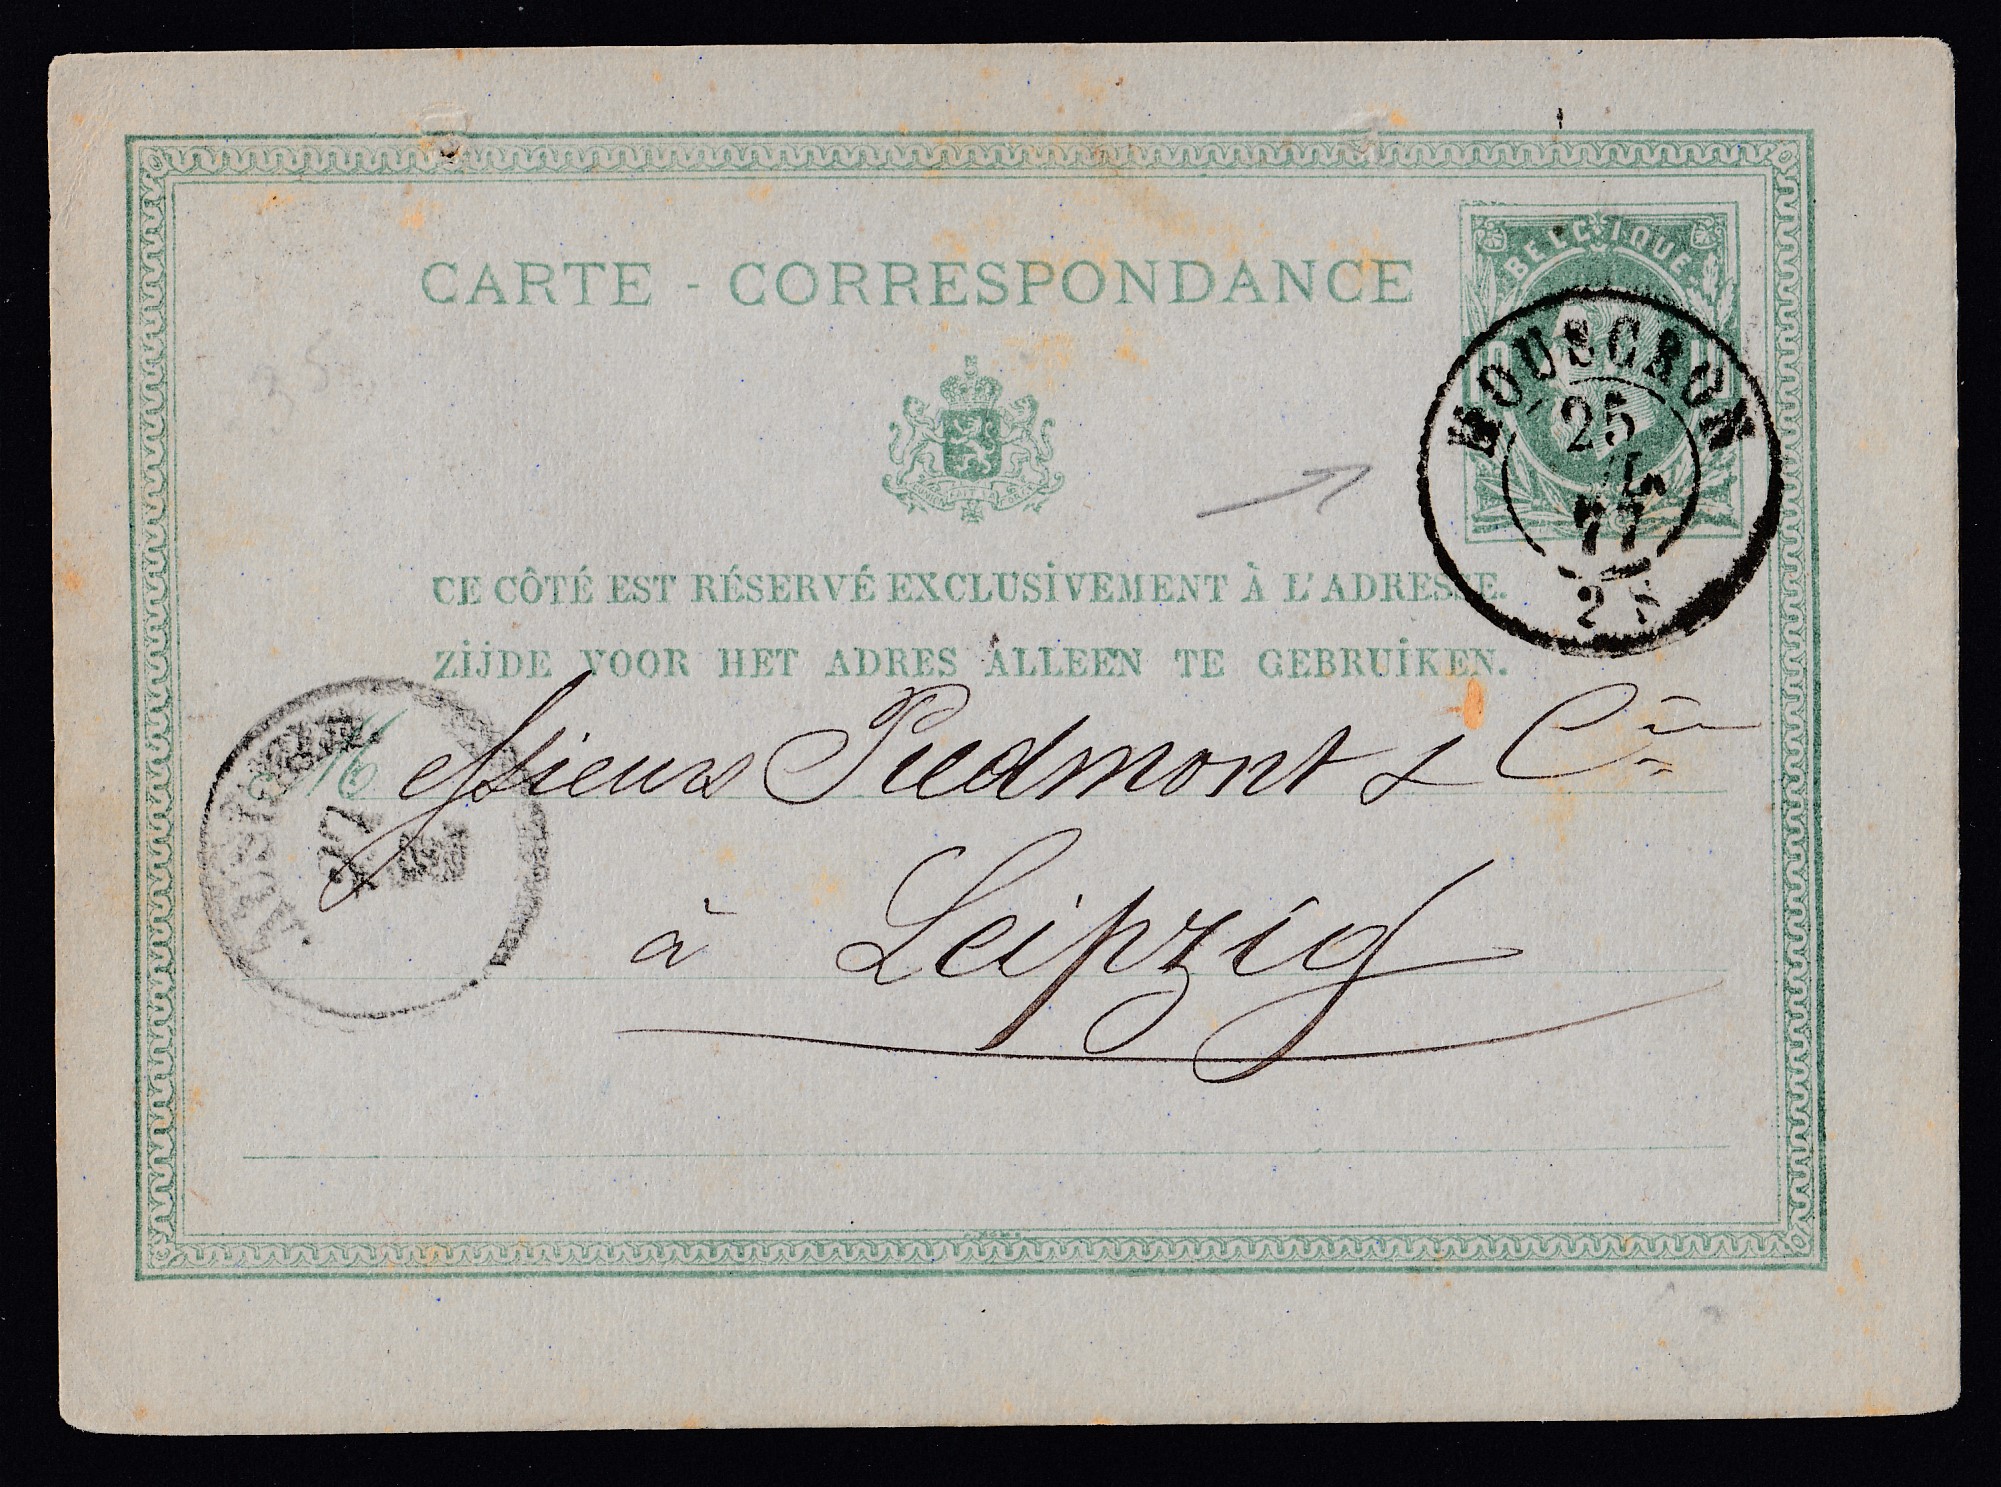 CARTE - CORRESPONDANCE
BELGIQUE
MOUSCRON
25
77
CE CÔTÉ EST RÉSERVÉ EXCLUSIVEMENT À L'ADRESSE.
ZIJDE VOOR HET ADRES ALLEEN TE GEBRUIKEN.
Messieurs Piedmont & Cie
à Leipzig